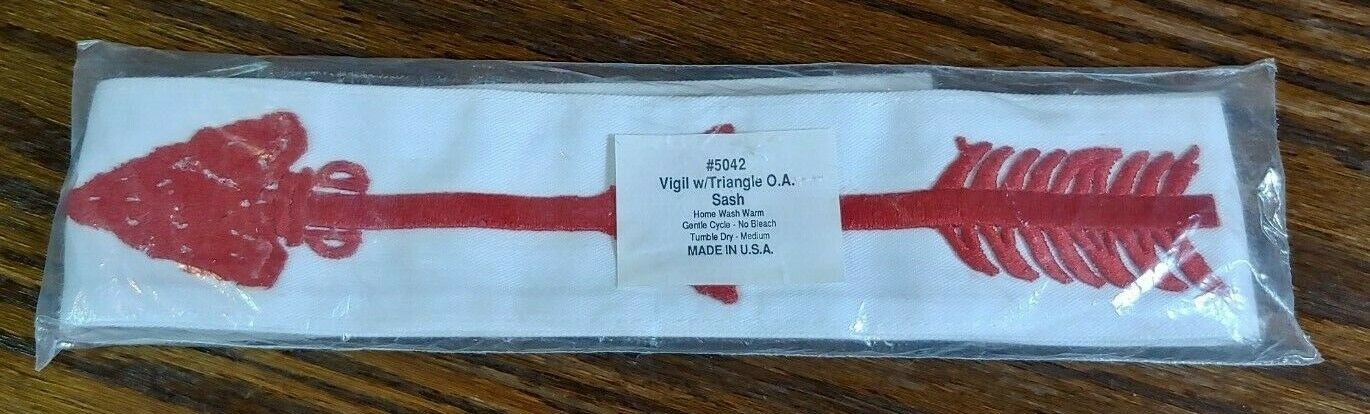 #5042
Vigil w/Triangle O.A.
Sash
Home Wash Warm
Gentle Cycle - No Bleach
Tumble Dry - Medium
MADE IN U.S.A.